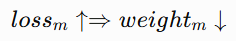 loss_m ↑⇒ weight_m ↓